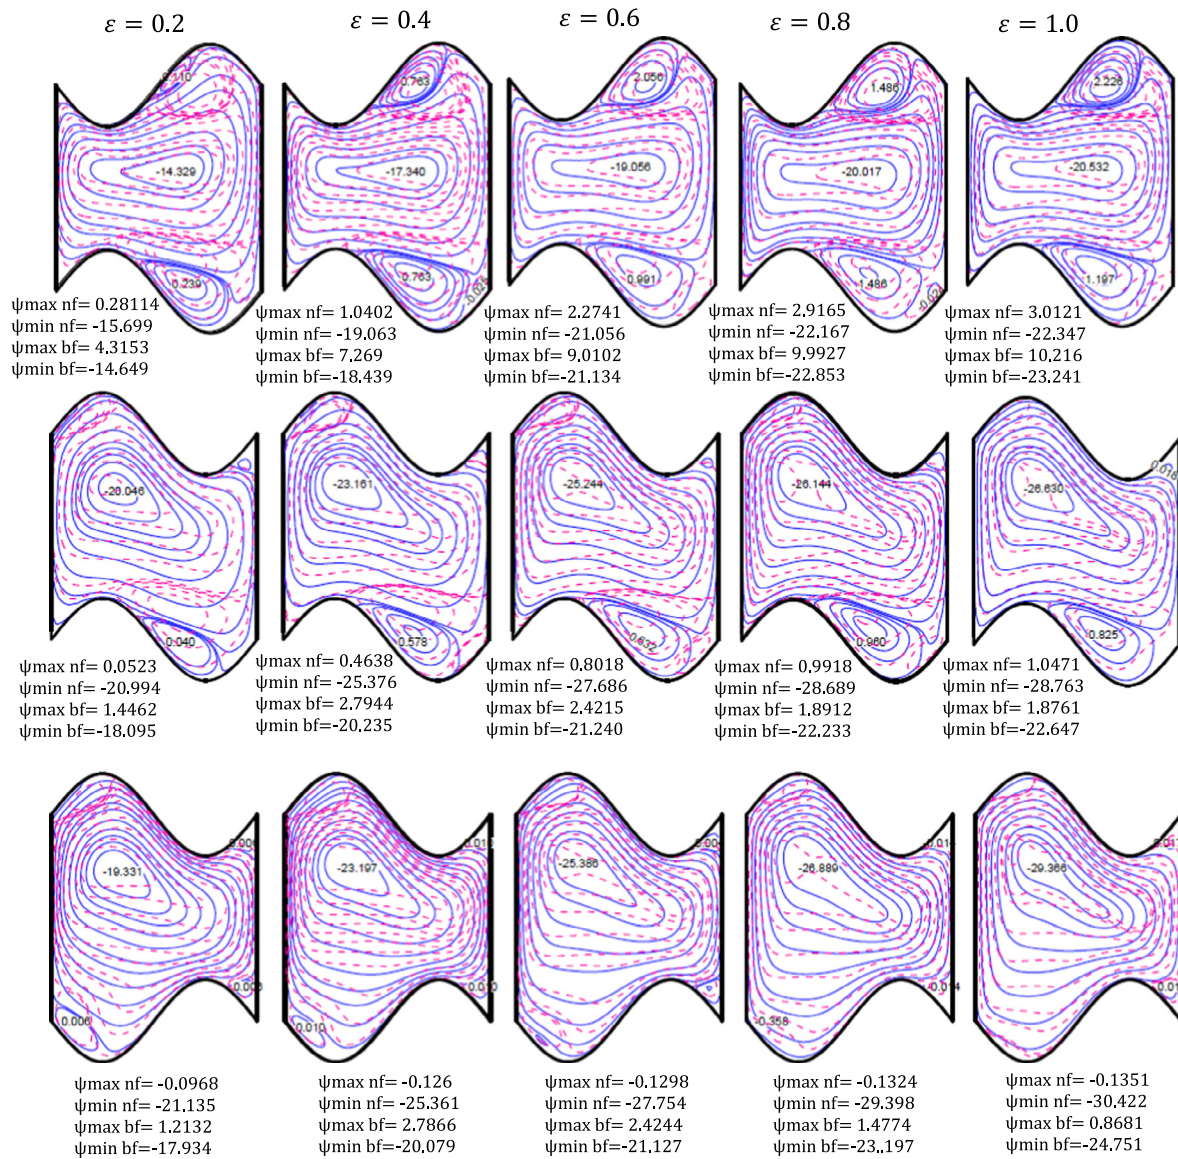 ε = 0.2 ε = 0.4 ε = 0.6 ε = 0.8 ε = 1.0
0.110 0.763 2.056 1.486 2.226
-14.329 -17.340 -19.056 -20.017 -20.532
0.239 0.763 0.991 1.486 1.197
ψmax nf= 0.28114
ψmin nf= -15.699
ψmax bf= 4.3153
ψmin bf= -14.649
ψmax nf= 1.0402
ψmin nf= -19.063
ψmax bf= 7.269
ψmin bf= -18.439
ψmax nf= 2.2741
ψmin nf= -21.056
ψmax bf= 9.0102
ψmin bf=-21.134
ψmax nf= 2.9165
ψmin nf= -22.167
ψmax bf= 9.9927
ψmin bf= -22.853
ψmax nf= 3.0121
ψmin nf= -22.347
ψmax bf= 10.216
ψmin bf= -23.241
0.018
-20.046 -23.161 -25.244 -26.144 -26.630
0.040 0.578 0.632 0.960 0.825
ψmax nf= 0.0523
ψmin nf= -20.994
ψmax bf= 1.4462
ψmin bf=-18.095
ψmax nf= 0.4638
ψmin nf= -25.376
ψmax bf= 2.7944
ψmin bf= -20.235
ψmax nf= 0.8018
ψmin nf= -27.686
ψmax bf= 2.4215
ψmin bf=-21.240
ψmax nf= 0.9918
ψmin nf= -28.689
ψmax bf= 1.8912
ψmin bf= -22.233
ψmax nf= 1.0471
ψmin nf= -28.763
ψmax bf= 1.8761
ψmin bf=-22.647
-19.331 -23.197 -25.386 -26.889 -29.366
0.006 0.010 -0.358
ψmax nf= -0.0968
ψmin nf= -21.135
ψmax bf= 1.2132
ψmin bf= -17.934
ψmax nf= -0.126
ψmin nf= -25.361
ψmax bf= 2.7866
ψmin bf= -20.079
ψmax nf= -0.1298
ψmin nf= -27.754
ψmax bf= 2.4244
ψmin bf= -21.127
ψmax nf= -0.1324
ψmin nf= -29.398
ψmax bf= 1.4774
ψmin bf= -23..197
ψmax nf= -0.1351
ψmin nf= -30.422
ψmax bf= 0.8681
ψmin bf= -24.751